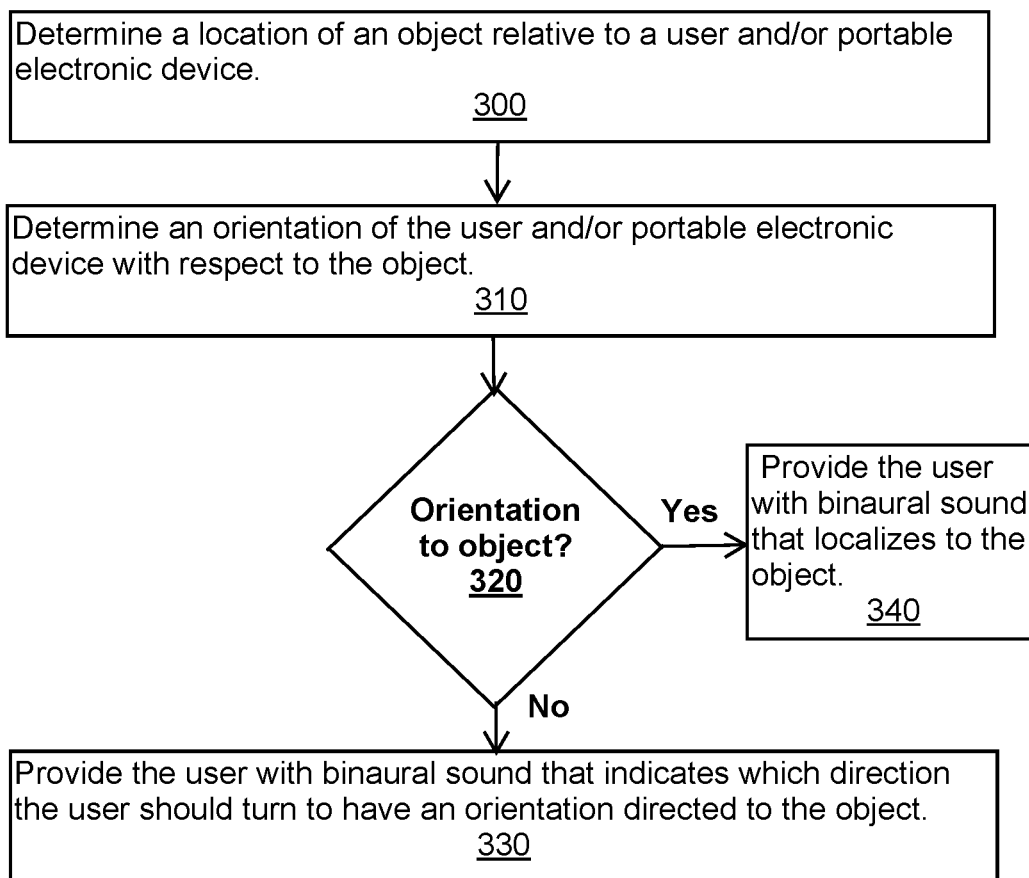 Determine a location of an object relative to a user and/or portable
electronic device.
300
Determine an orientation of the user and/or portable electronic
device with respect to the object.
310
Orientation
to object?
320
Yes
Provide the user
with binaural sound
that localizes to the
object.
340
No
Provide the user with binaural sound that indicates which direction
the user should turn to have an orientation directed to the object.
330